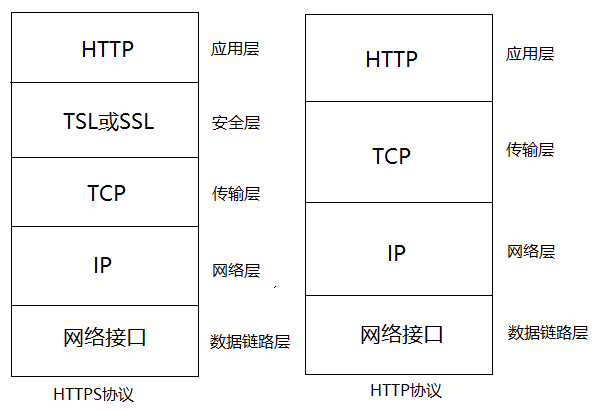 HTTP 应用层
TSL或SSL 安全层
TCP 传输层
IP 网络层
网络接口 数据链路层
HTTPS协议
HTTP 应用层
TCP 传输层
IP 网络层
网络接口 数据链路层
HTTP协议